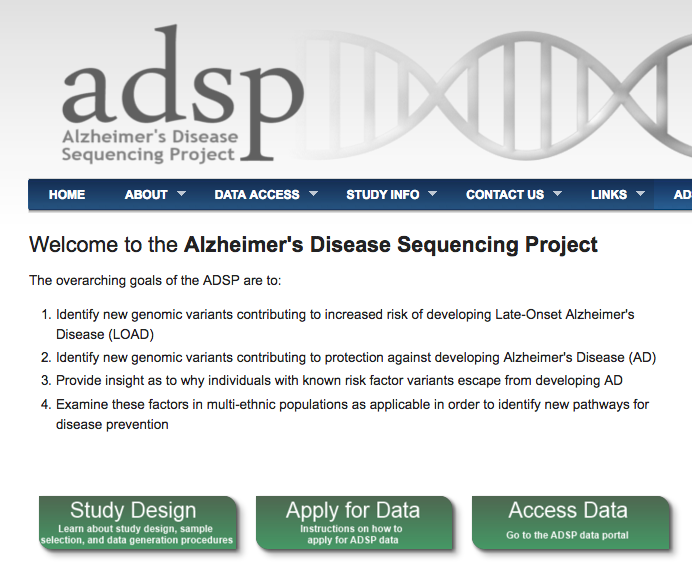 adsp
Alzheimer's Disease
Sequencing Project
HOME ABOUT DATA ACCESS STUDY INFO CONTACT US LINKS AD
Welcome to the Alzheimer's Disease Sequencing Project
The overarching goals of the ADSP are to:
1. Identify new genomic variants contributing to increased risk of developing Late-Onset Alzheimer's
Disease (LOAD)
2. Identify new genomic variants contributing to protection against developing Alzheimer's Disease (AD)
3. Provide insight as to why individuals with known risk factor variants escape from developing AD
4. Examine these factors in multi-ethnic populations as applicable in order to identify new pathways for
disease prevention
Study Design
Learn about study design, sample
selection, and data generation procedures
Apply for Data
Instructions on how to
apply for ADSP data
Access Data
Go to the ADSP data portal